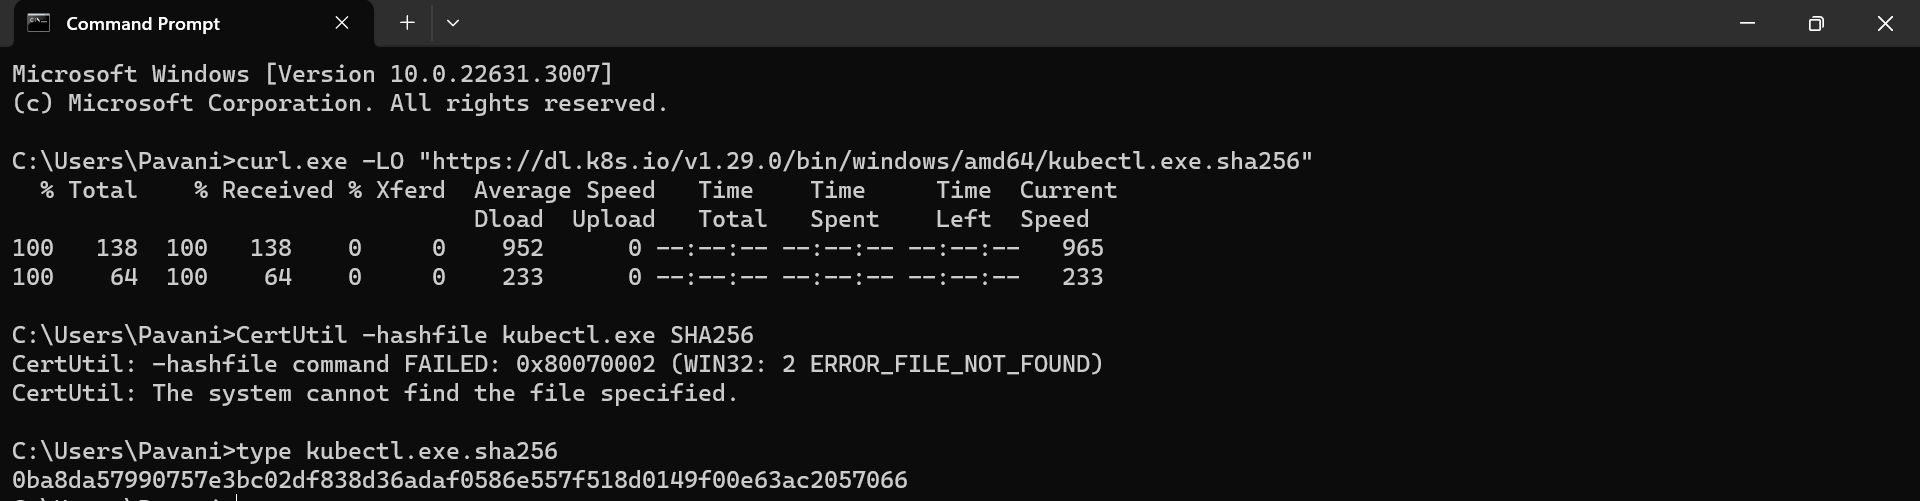 Command Prompt
Microsoft Windows [Version 10.0.22631.3007]
(c) Microsoft Corporation. All rights reserved.
C:\Users\Pavani>curl.exe -LO "https://dl.k8s.io/v1.29.0/bin/windows/amd64/kubectl.exe.sha256"
  % Total    % Received % Xferd  Average Speed   Time    Time     Time  Current
                                 Dload  Upload   Total   Spent    Left  Speed
100   138  100   138    0     0    952      0 --:--:-- --:--:-- --:--:--   965
100    64  100    64    0     0    233      0 --:--:-- --:--:-- --:--:--   233
C:\Users\Pavani>CertUtil -hashfile kubectl.exe SHA256
CertUtil: -hashfile command FAILED: 0x80070002 (WIN32: 2 ERROR_FILE_NOT_FOUND)
CertUtil: The system cannot find the file specified.
C:\Users\Pavani>type kubectl.exe.sha256
0ba8da57990757e3bc02df838d36adaf0586e557f518d0149f00e63ac2057066